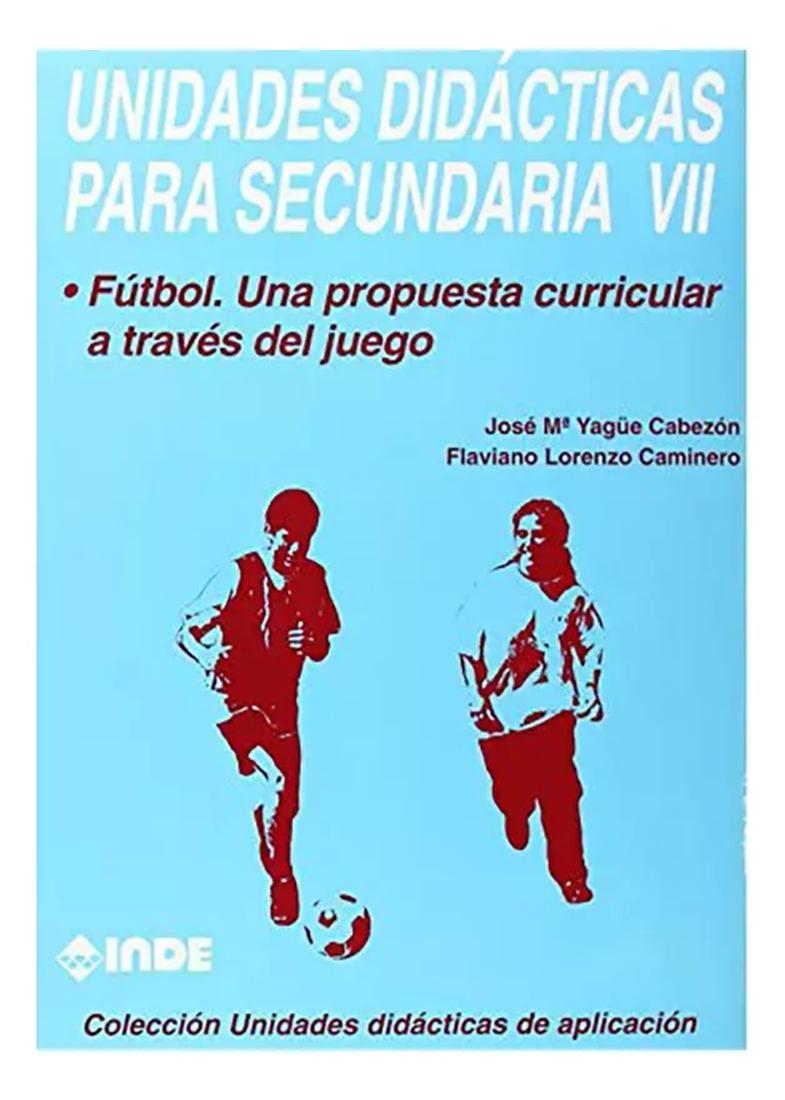 UNIDADES DIDÁCTICAS
PARA SECUNDARIA VII
• Fútbol. Una propuesta curricular
a través del juego
José Mª Yagüe Cabezón
Flaviano Lorenzo Caminero
INDE
Colección Unidades didácticas de aplicación